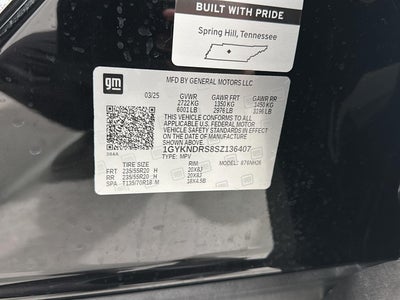 BUILT WITH PRIDE
Spring Hill, Tennessee
gm
MFD BY GENERAL MOTORS LLC
03/25 GVWR GAWR FRT GAWR RR
2722 KG 1350 KG 1450 KG
6001 LB 2976 LB 3196 LB
THIS VEHICLE CONFORMS TO ALL
APPLICABLE U.S. FEDERAL MOTOR
VEHICLE SAFETY STANDARDS IN EFFECT
ON THE DATE OF MANUFACTURE SHOWN ABOVE.
1GYKNDRS8SZ136407
TYPE: MPV MODEL:
TIRE SIZE RIM
FRT 235/55R20 H 20X8J
RR 235/55R20 H 20X8J
SPA T135/70R18 M 18X4.5B